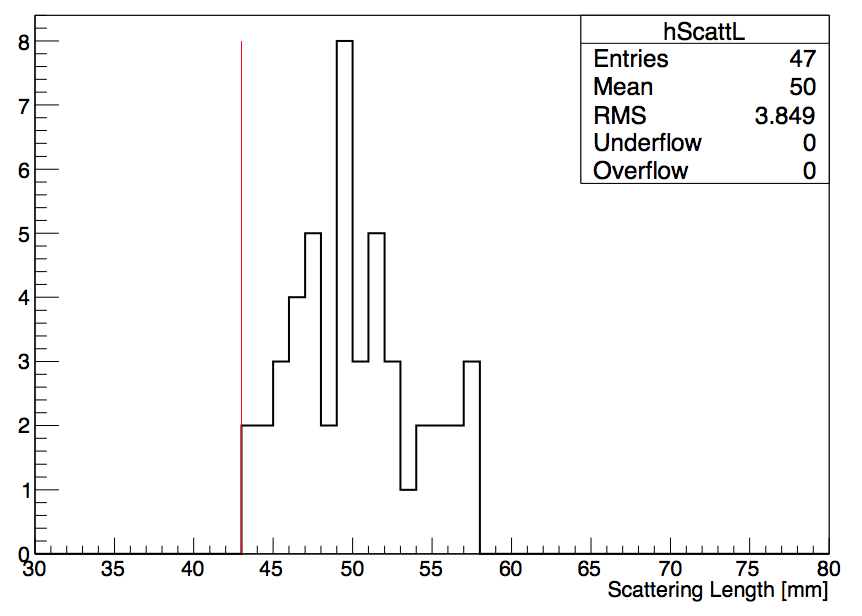 hScattL
Entries 47
Mean 50
RMS 3.849
Underflow 0
Overflow 0
8
7
6
5
4
3
2
1
0
30 35 40 45 50 55 60 65 70 75 80
Scattering Length [mm]